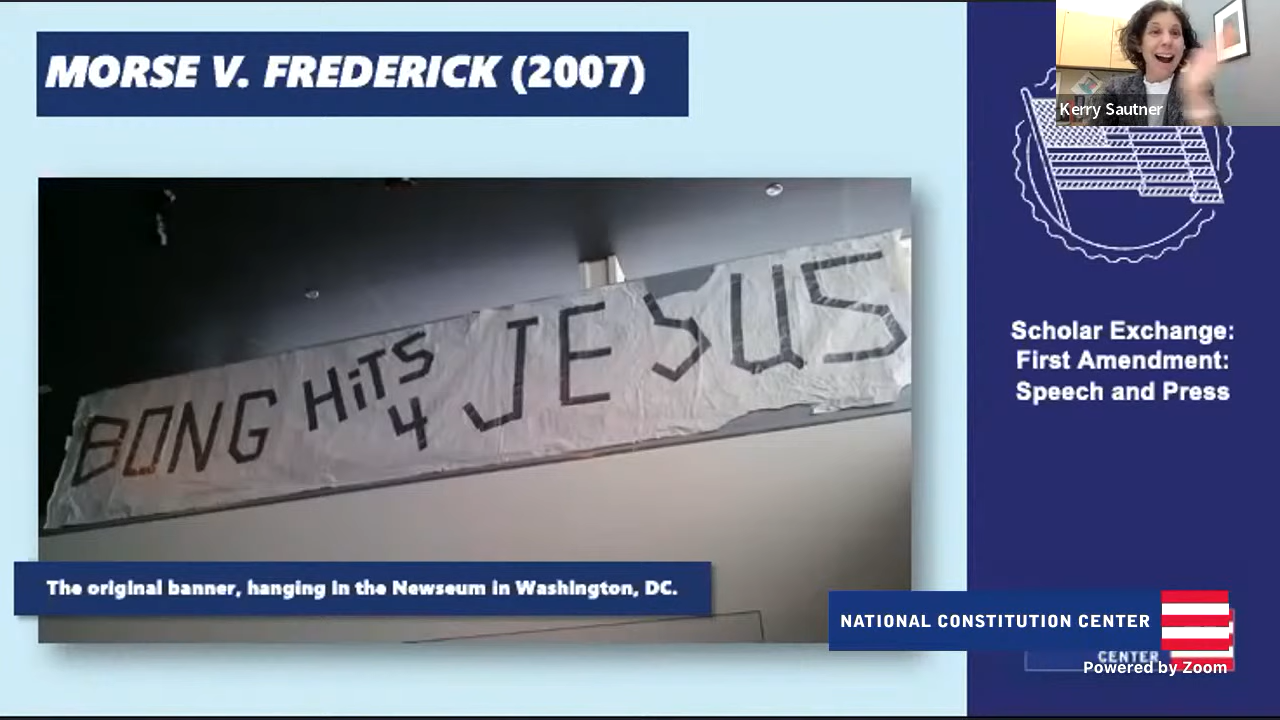 MORSE V. FREDERICK (2007)
Kerry Sautner
BONG HiTS
4 JESUS
Scholar Exchange:
First Amendment:
Speech and Press
The original banner, hanging in the Newseum in Washington, DC.
NATIONAL CONSTITUTION CENTER
CENTER
Powered by Zoom